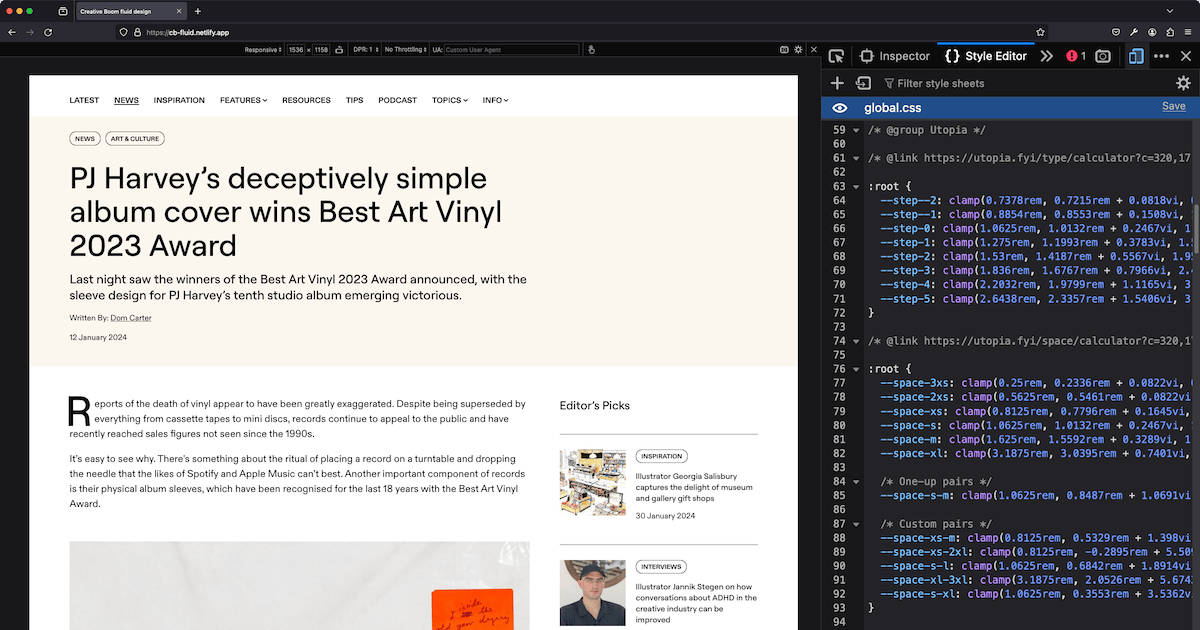 Creative Boom fluid design
https://cb-fluid.netlify.app
Responsive 1536 × 1158 DPR: 1 No Throttling UA: Custom User Agent
LATEST NEWS INSPIRATION FEATURES RESOURCES TIPS PODCAST TOPICS INFO
NEWS ART & CULTURE
PJ Harvey’s deceptively simple
album cover wins Best Art Vinyl
2023 Award
Last night saw the winners of the Best Art Vinyl 2023 Award announced, with the
sleeve design for PJ Harvey’s tenth studio album emerging victorious.
Written By: Dom Carter
12 January 2024
Reports of the death of vinyl appear to have been greatly exaggerated. Despite being superseded by
everything from cassette tapes to mini discs, records continue to appeal to the public and have
recently reached sales figures not seen since the 1990s.
It’s easy to see why. There’s something about the ritual of placing a record on a turntable and dropping
the needle that the likes of Spotify and Apple Music can’t best. Another important component of records
is their physical album sleeves, which have been recognised for the last 18 years with the Best Art Vinyl
Award.
Editor’s Picks
INSPIRATION
Illustrator Georgia Salisbury
captures the delight of museum
and gallery gift shops
30 January 2024
INTERVIEWS
Illustrator Jannik Stegen on how
conversations about ADHD in the
creative industry can be
improved
I inside
the
old year dying
Inspector {} Style Editor 1
Filter style sheets
global.css Save
59 /* @group Utopia */
60
61 /* @link https://utopia.fyi/type/calculator?c=320,17
62
63 :root {
64 --step--2: clamp(0.7378rem, 0.7215rem + 0.0818vi,
65 --step--1: clamp(0.8854rem, 0.8553rem + 0.1508vi,
66 --step-0: clamp(1.0625rem, 1.0132rem + 0.2467vi, 1
67 --step-1: clamp(1.275rem, 1.1993rem + 0.3783vi, 1.5
68 --step-2: clamp(1.53rem, 1.4187rem + 0.5567vi, 1.95
69 --step-3: clamp(1.836rem, 1.6767rem + 0.7966vi, 2.
70 --step-4: clamp(2.2032rem, 1.9799rem + 1.1165vi, 3
71 --step-5: clamp(2.6438rem, 2.3357rem + 1.5406vi, 3
72 }
73
74 /* @link https://utopia.fyi/space/calculator?c=320,1
75
76 :root {
77 --space-3xs: clamp(0.25rem, 0.2336rem + 0.0822vi,
78 --space-2xs: clamp(0.5625rem, 0.5461rem + 0.0822vi
79 --space-xs: clamp(0.8125rem, 0.7796rem + 0.1645vi,
80 --space-s: clamp(1.0625rem, 1.0132rem + 0.2467vi, 1
81 --space-m: clamp(1.625rem, 1.5592rem + 0.3289vi, 1
82 --space-xl: clamp(3.1875rem, 3.0395rem + 0.7401vi,
83
84 /* One-up pairs */
85 --space-s-m: clamp(1.0625rem, 0.8487rem + 1.0691vi
86
87 /* Custom pairs */
88 --space-xs-m: clamp(0.8125rem, 0.5329rem + 1.398vi
89 --space-xs-2xl: clamp(0.8125rem, -0.2895rem + 5.50
90 --space-s-l: clamp(1.0625rem, 0.6842rem + 1.8914vi
91 --space-xl-3xl: clamp(3.1875rem, 2.0526rem + 5.674
92 --space-s-xl: clamp(1.0625rem, 0.3553rem + 3.5362v
93 }
94